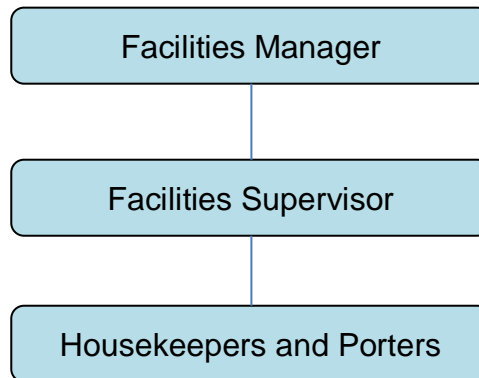 Facilities Manager
Facilities Supervisor
Housekeepers and Porters